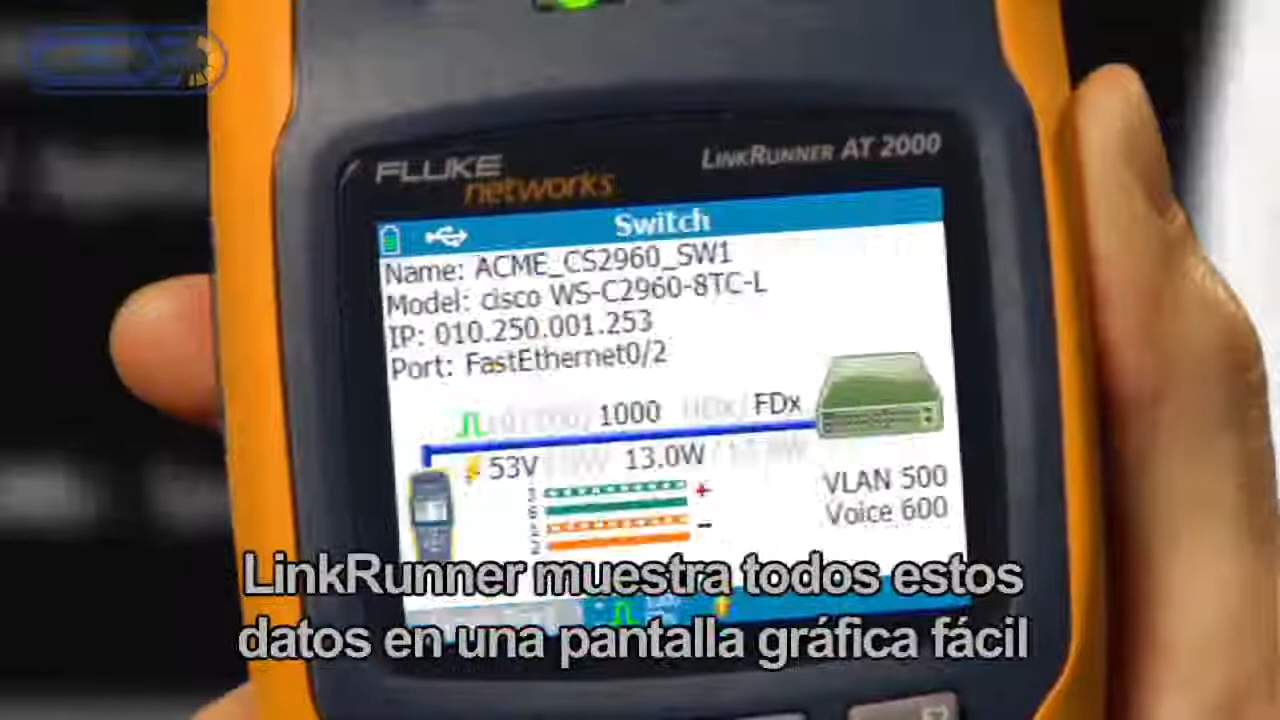 FLUKE
networks
LINKRUNNER AT 2000
Switch
Name: ACME_CS2960_SW1
Model: cisco WS-C2960-8TC-L
IP: 010.250.001.253
Port: FastEthernet0/2
1000 HDx/ FDx
53V 13.0W
+
-
VLAN 500
Voice 600
LinkRunner muestra todos estos
datos en una pantalla gráfica fácil